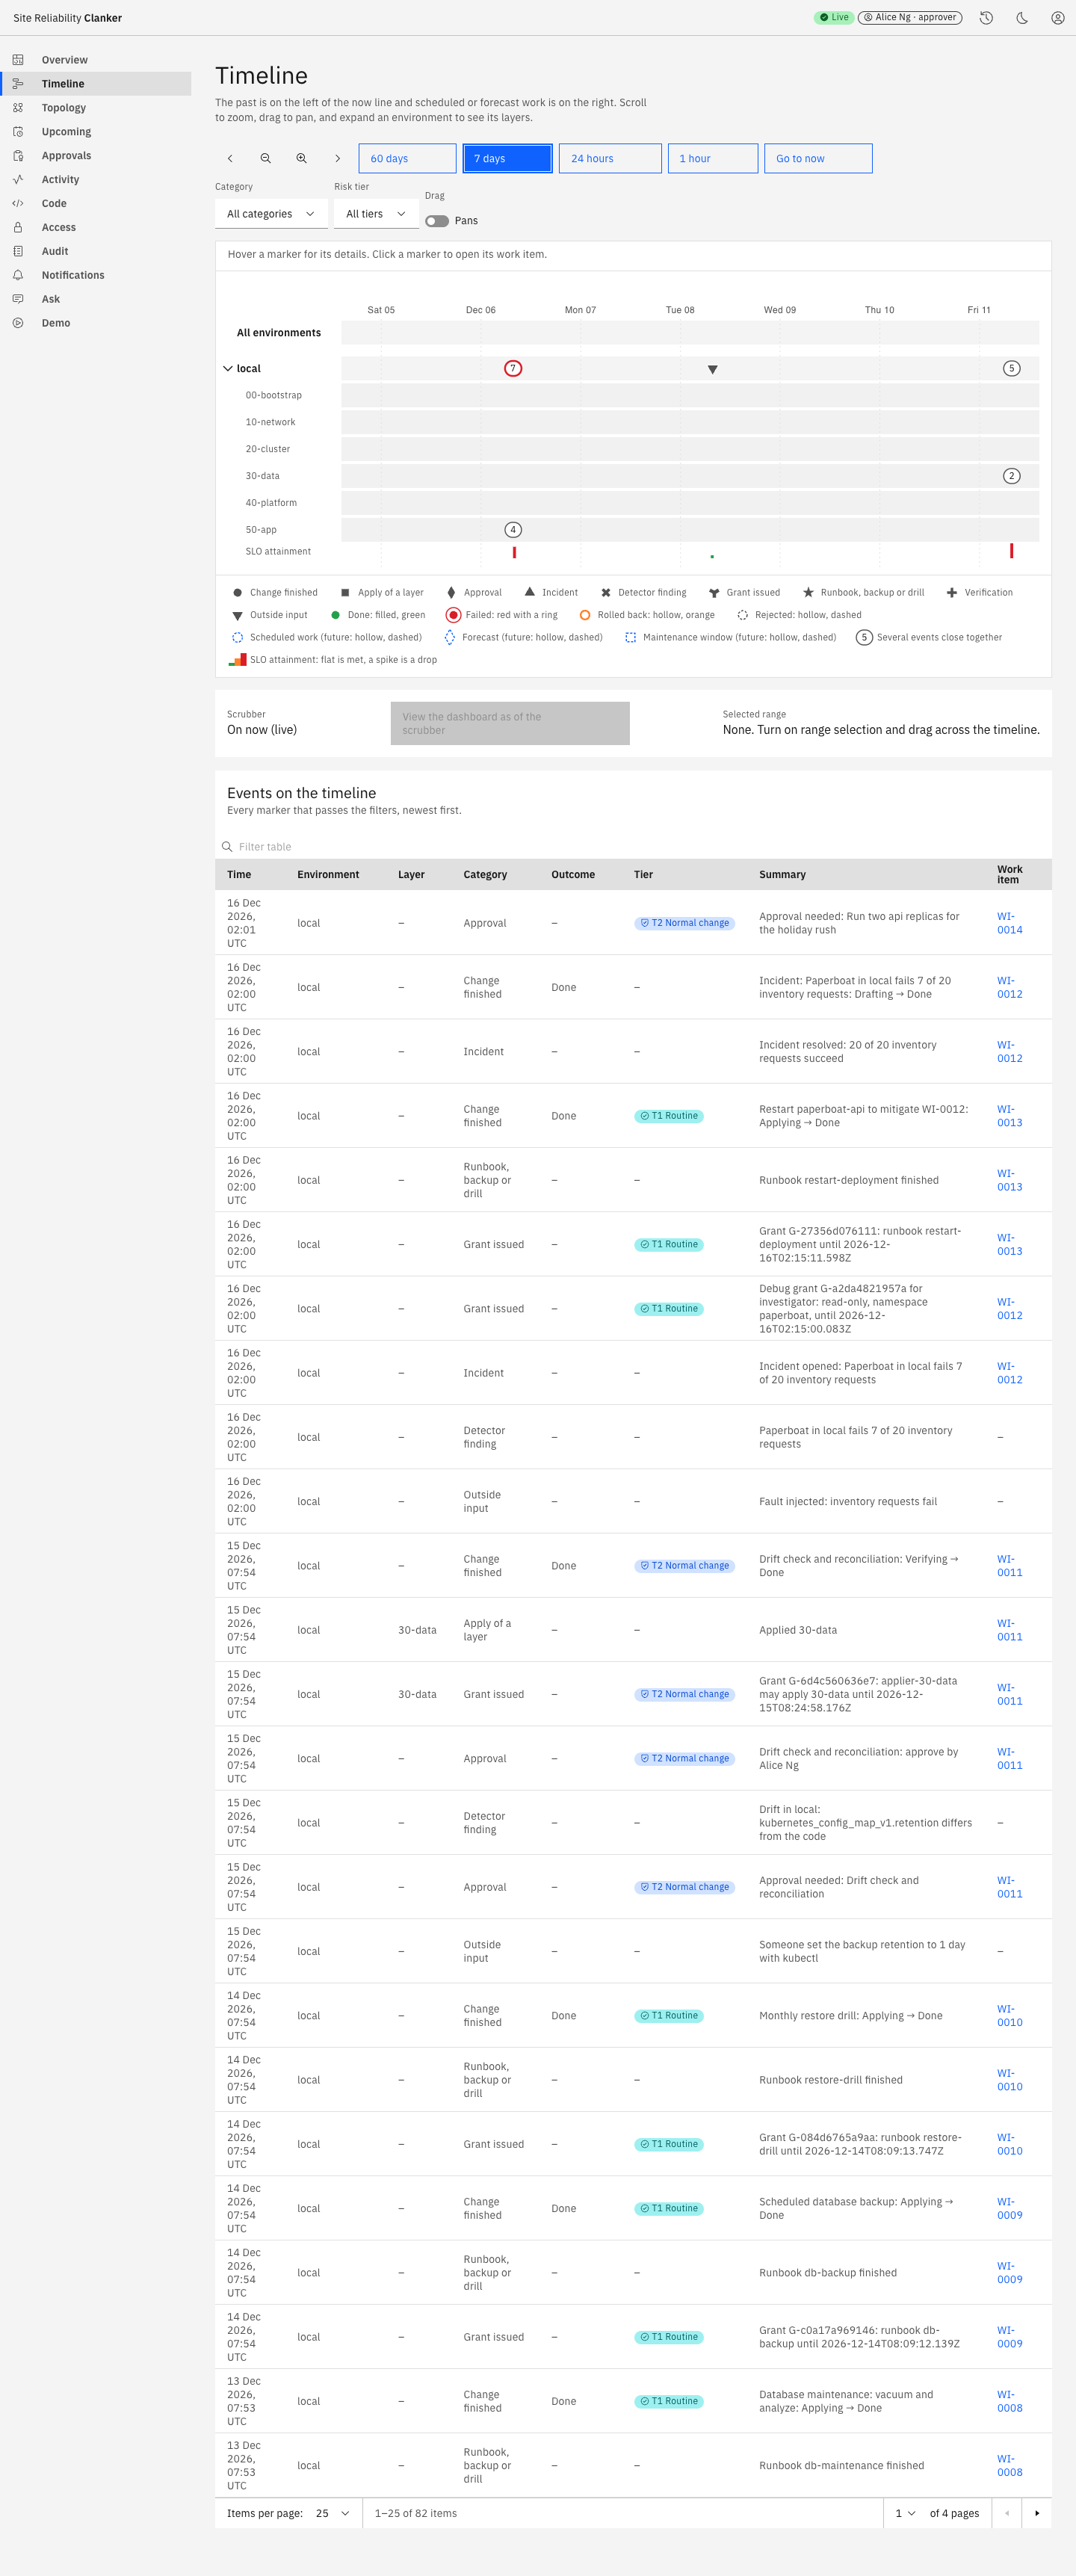 Site Reliability Clanker
Live
Alice Ng · approver
Overview
Timeline
Topology
Upcoming
Approvals
Activity
Code
Access
Audit
Notifications
Ask
Demo
Timeline
The past is on the left of the now line and scheduled or forecast work is on the right. Scroll
to zoom, drag to pan, and expand an environment to see its layers.
60 days
7 days
24 hours
1 hour
Go to now
Category
Risk tier
Drag
All categories
All tiers
Pans
Hover a marker for its details. Click a marker to open its work item.
Sat 05 Dec 06 Mon 07 Tue 08 Wed 09 Thu 10 Fri 11
All environments
local
7
5
00-bootstrap
10-network
20-cluster
30-data
2
40-platform
50-app
4
SLO attainment
Change finished Apply of a layer Approval Incident Detector finding Grant issued Runbook, backup or drill Verification
Outside input Done: filled, green Failed: red with a ring Rolled back: hollow, orange Rejected: hollow, dashed
Scheduled work (future: hollow, dashed) Forecast (future: hollow, dashed) Maintenance window (future: hollow, dashed) 5 Several events close together
SLO attainment: flat is met, a spike is a drop
Scrubber
On now (live)
View the dashboard as of the
scrubber
Selected range
None. Turn on range selection and drag across the timeline.
Events on the timeline
Every marker that passes the filters, newest first.
Filter table
Time Environment Layer Category Outcome Tier Summary Work item
16 Dec 2026, 02:01 UTC local – Approval – T2 Normal change Approval needed: Run two api replicas for the holiday rush WI-0014
16 Dec 2026, 02:00 UTC local – Change finished Done – Incident: Paperboat in local fails 7 of 20 inventory requests: Drafting → Done WI-0012
16 Dec 2026, 02:00 UTC local – Incident – – Incident resolved: 20 of 20 inventory requests succeed WI-0012
16 Dec 2026, 02:00 UTC local – Change finished Done T1 Routine Restart paperboat-api to mitigate WI-0012: Applying → Done WI-0013
16 Dec 2026, 02:00 UTC local – Runbook, backup or drill – – Runbook restart-deployment finished WI-0013
16 Dec 2026, 02:00 UTC local – Grant issued – T1 Routine Grant G-27356d076111: runbook restart-deployment until 2026-12-16T02:15:11.598Z WI-0013
16 Dec 2026, 02:00 UTC local – Grant issued – T1 Routine Debug grant G-a2da4821957a for investigator: read-only, namespace paperboat, until 2026-12-16T02:15:00.083Z WI-0012
16 Dec 2026, 02:00 UTC local – Incident – – Incident opened: Paperboat in local fails 7 of 20 inventory requests WI-0012
16 Dec 2026, 02:00 UTC local – Detector finding – – Paperboat in local fails 7 of 20 inventory requests –
16 Dec 2026, 02:00 UTC local – Outside input – – Fault injected: inventory requests fail –
15 Dec 2026, 07:54 UTC local – Change finished Done T2 Normal change Drift check and reconciliation: Verifying → Done WI-0011
15 Dec 2026, 07:54 UTC local 30-data Apply of a layer – – Applied 30-data WI-0011
15 Dec 2026, 07:54 UTC local 30-data Grant issued – T2 Normal change Grant G-6d4c560636e7: applier-30-data may apply 30-data until 2026-12-15T08:24:58.176Z WI-0011
15 Dec 2026, 07:54 UTC local – Approval – T2 Normal change Drift check and reconciliation: approve by Alice Ng WI-0011
15 Dec 2026, 07:54 UTC local – Detector finding – – Drift in local: kubernetes_config_map_v1.retention differs from the code –
15 Dec 2026, 07:54 UTC local – Approval – T2 Normal change Approval needed: Drift check and reconciliation WI-0011
15 Dec 2026, 07:54 UTC local – Outside input – – Someone set the backup retention to 1 day with kubectl –
14 Dec 2026, 07:54 UTC local – Change finished Done T1 Routine Monthly restore drill: Applying → Done WI-0010
14 Dec 2026, 07:54 UTC local – Runbook, backup or drill – – Runbook restore-drill finished WI-0010
14 Dec 2026, 07:54 UTC local – Grant issued – T1 Routine Grant G-084d6765a9aa: runbook restore-drill until 2026-12-14T08:09:13.747Z WI-0010
14 Dec 2026, 07:54 UTC local – Change finished Done T1 Routine Scheduled database backup: Applying → Done WI-0009
14 Dec 2026, 07:54 UTC local – Runbook, backup or drill – – Runbook db-backup finished WI-0009
14 Dec 2026, 07:54 UTC local – Grant issued – T1 Routine Grant G-c0a17a969146: runbook db-backup until 2026-12-14T08:09:12.139Z WI-0009
13 Dec 2026, 07:53 UTC local – Change finished Done T1 Routine Database maintenance: vacuum and analyze: Applying → Done WI-0008
13 Dec 2026, 07:53 UTC local – Runbook, backup or drill – – Runbook db-maintenance finished WI-0008
Items per page: 25 1–25 of 82 items 1 of 4 pages